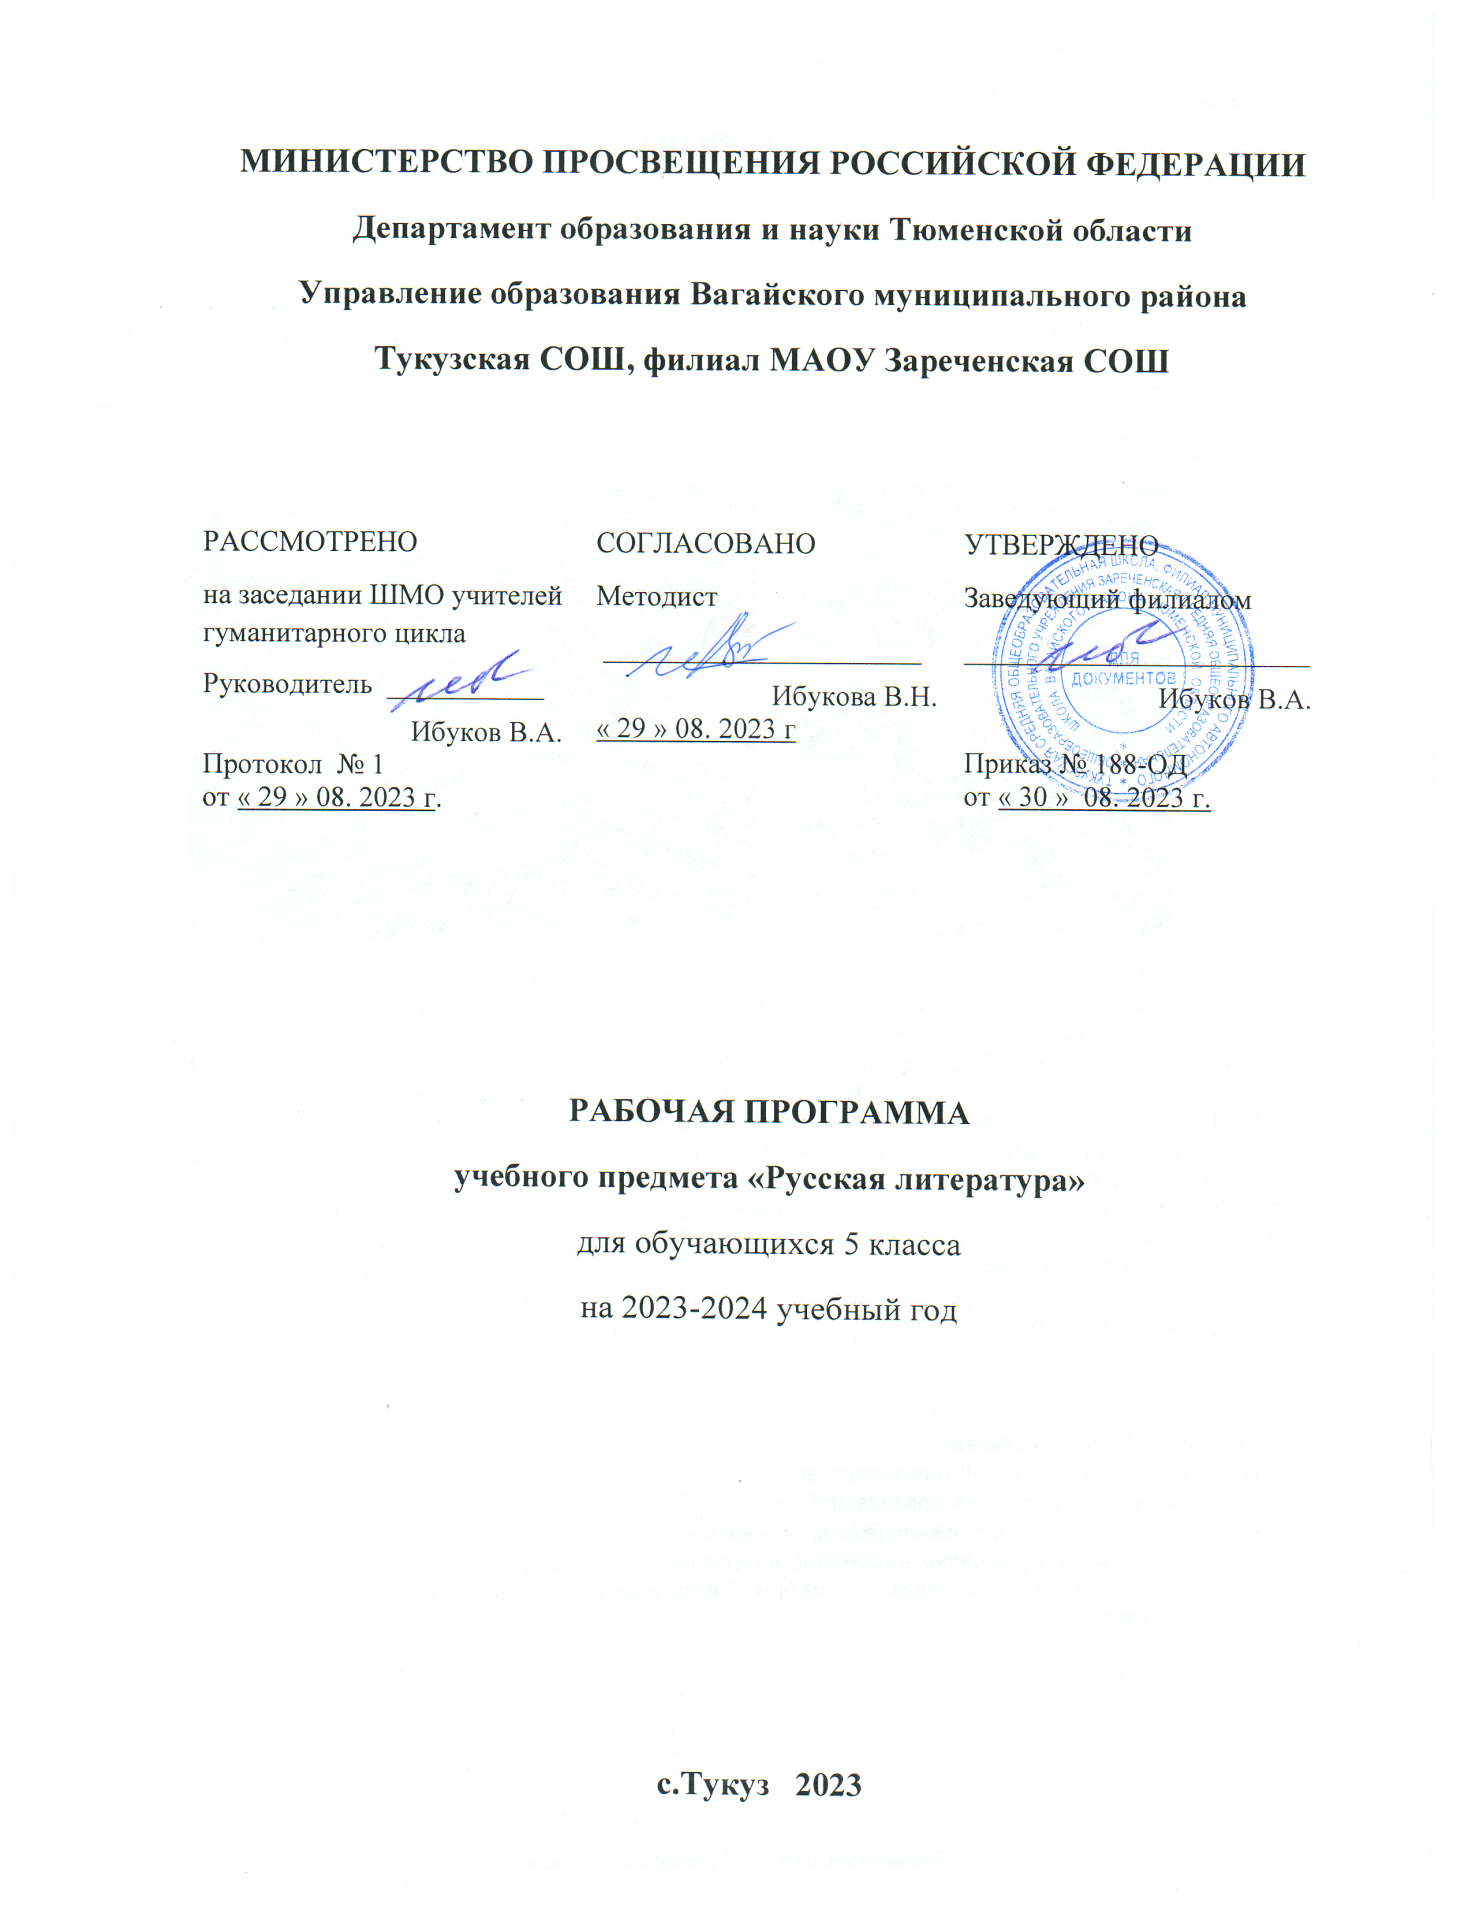 МИНИСТЕРСТВО ПРОСВЕЩЕНИЯ РОССИЙСКОЙ ФЕДЕРАЦИИ
Департамент образования и науки Тюменской области
Управление образования Вагайского муниципального района
Тукузская СОШ, филиал МАОУ Зареченская СОШ
РАССМОТРЕНО
на заседании ШМО учителей
гуманитарного цикла
Руководитель
Ибуков В.А.
Протокол № 1
от « 29 » 08. 2023 г.
СОГЛАСОВАНО
Методист
Ибукова В.Н.
« 29 » 08. 2023 г
УТВЕРЖДЕНО
Заведующий филиалом
Ибуков В.А.
Приказ № 188-ОД
от « 30 » 08. 2023 г.
ДЛЯ
ДОКУМЕНТОВ
РАБОЧАЯ ПРОГРАММА
учебного предмета «Русская литература»
для обучающихся 5 класса
на 2023-2024 учебный год
с.Тукуз 2023